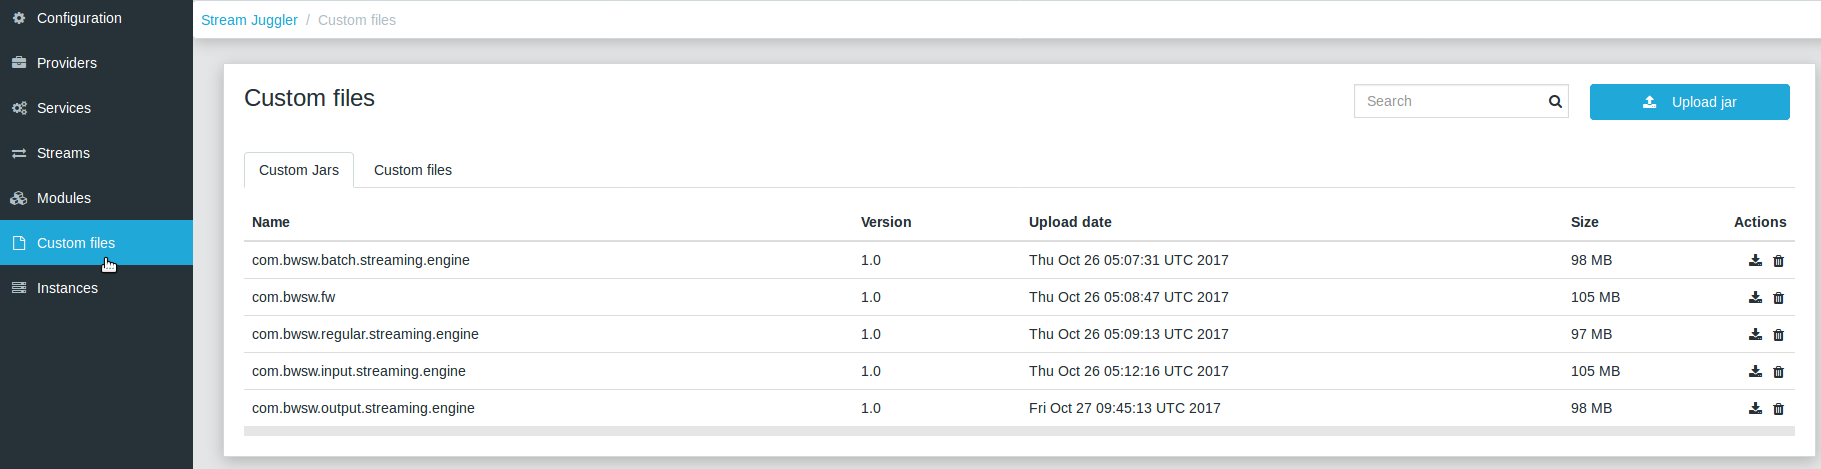 Configuration
Providers
Services
Streams
Modules
Custom files
Instances
Stream Juggler / Custom files
Custom files
Search
Upload jar
Custom Jars Custom files
Name Version Upload date Size Actions
com.bwsw.batch.streaming.engine 1.0 Thu Oct 26 05:07:31 UTC 2017 98 MB
com.bwsw.fw 1.0 Thu Oct 26 05:08:47 UTC 2017 105 MB
com.bwsw.regular.streaming.engine 1.0 Thu Oct 26 05:09:13 UTC 2017 97 MB
com.bwsw.input.streaming.engine 1.0 Thu Oct 26 05:12:16 UTC 2017 105 MB
com.bwsw.output.streaming.engine 1.0 Fri Oct 27 09:45:13 UTC 2017 98 MB